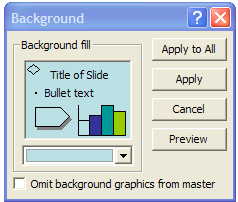 Background
Background fill
Title of Slide
• Bullet text
Apply to All
Apply
Cancel
Preview
Omit background graphics from master